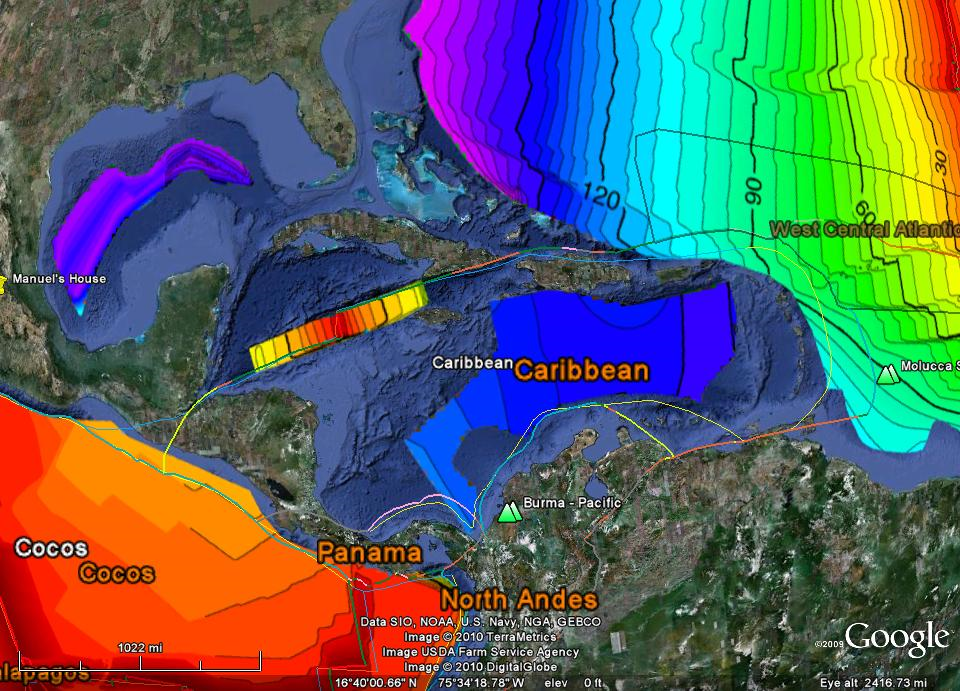 120
90
60
30
West Central Atlantic
Manuel's House
Caribbean
Caribbean
Molucca S
Burma - Pacific
Cocos
Cocos
Panama
North Andes
Data SIO, NOAA, U.S. Navy, NGA, GEBCO
Image © 2010 TerraMetrics
Image USDA Farm Service Agency
Image © 2010 DigitalGlobe
©2009 Google
1022 mi
alapagos
16°40'00.66" N 75°34'18.78" W elev 0 ft
Eye alt 2416.73 mi